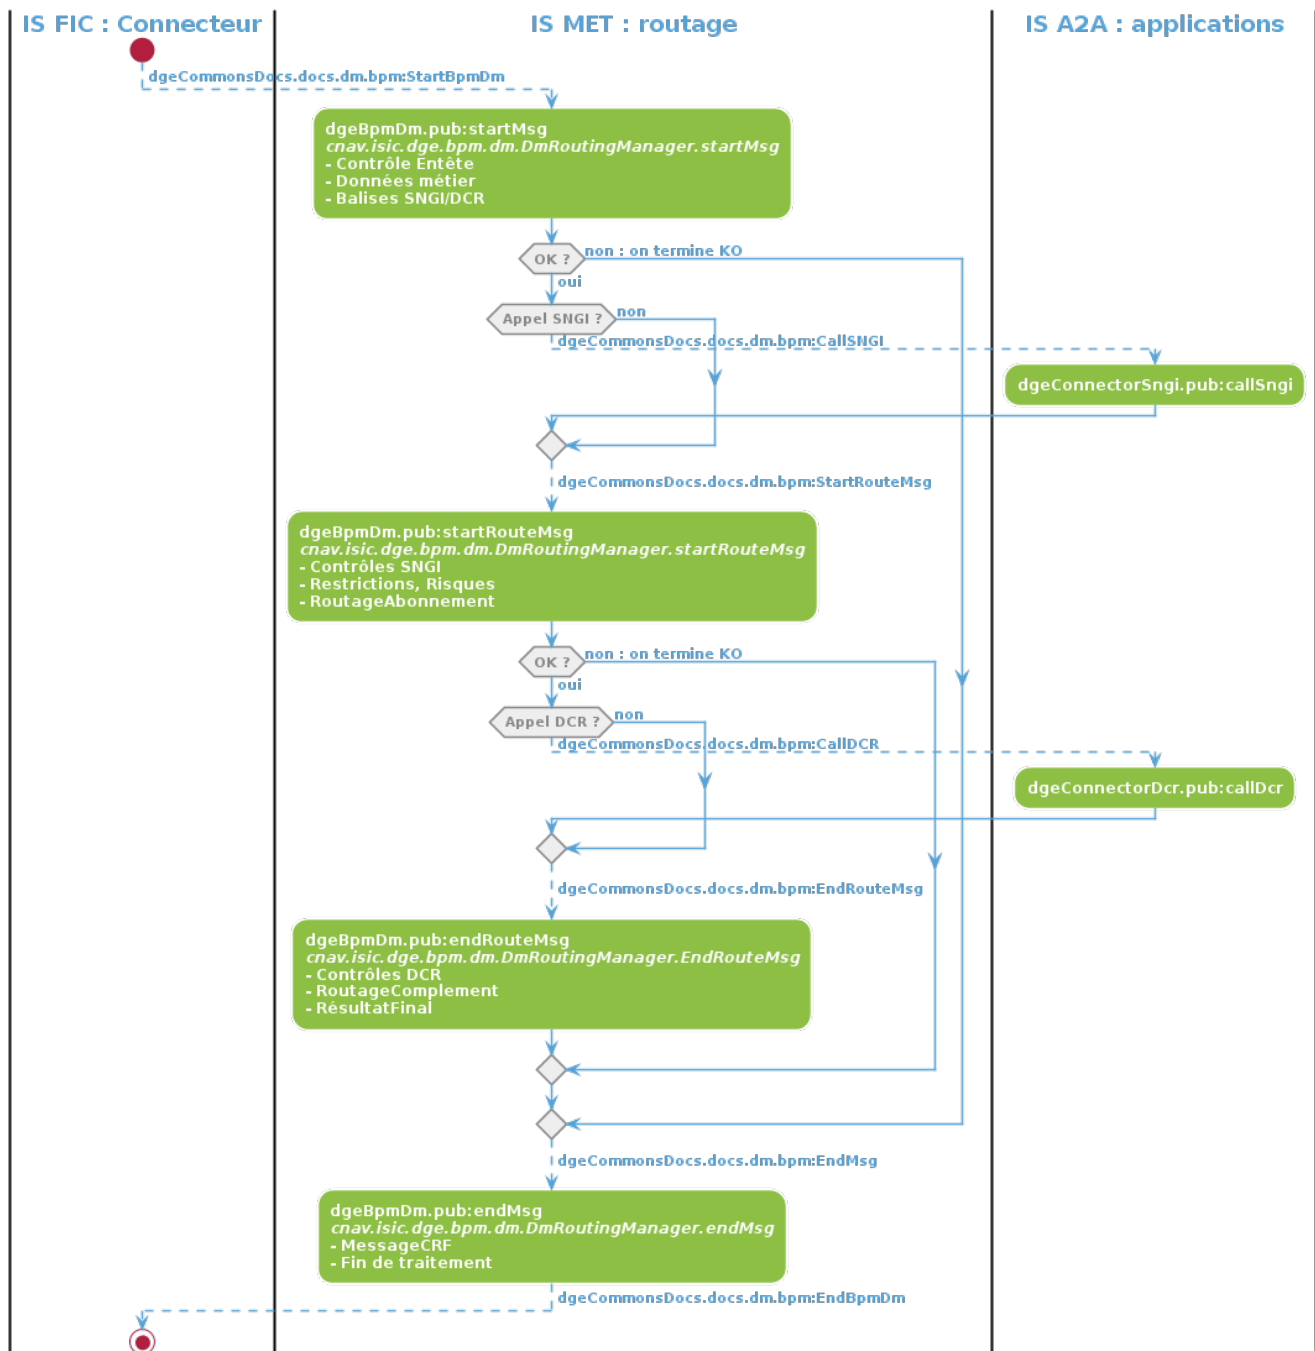 IS FIC : Connecteur
IS MET : routage
IS A2A : applications
dgeCommonsDocs.docs.dm.bpm:StartBpmDm
dgeBpmDm.pub:startMsg
cnav.isic.dge.bpm.dm.DmRoutingManager.startMsg
- Contrôle Entête
- Données métier
- Balises SNGI/DCR
OK ?
non : on termine KO
oui
Appel SNGI ?
non
dgeCommonsDocs.docs.dm.bpm:CallSNGI
dgeConnectorSngi.pub:callSngi
dgeCommonsDocs.docs.dm.bpm:StartRouteMsg
dgeBpmDm.pub:startRouteMsg
cnav.isic.dge.bpm.dm.DmRoutingManager.startRouteMsg
- Contrôles SNGI
- Restrictions, Risques
- RoutageAbonnement
OK ?
non : on termine KO
oui
Appel DCR ?
non
dgeCommonsDocs.docs.dm.bpm:CallDCR
dgeConnectorDcr.pub:callDcr
dgeCommonsDocs.docs.dm.bpm:EndRouteMsg
dgeBpmDm.pub:endRouteMsg
cnav.isic.dge.bpm.dm.DmRoutingManager.EndRouteMsg
- Contrôles DCR
- RoutageComplement
- RésultatFinal
dgeCommonsDocs.docs.dm.bpm:EndMsg
dgeBpmDm.pub:endMsg
cnav.isic.dge.bpm.dm.DmRoutingManager.endMsg
- MessageCRF
- Fin de traitement
dgeCommonsDocs.docs.dm.bpm:EndBpmDm